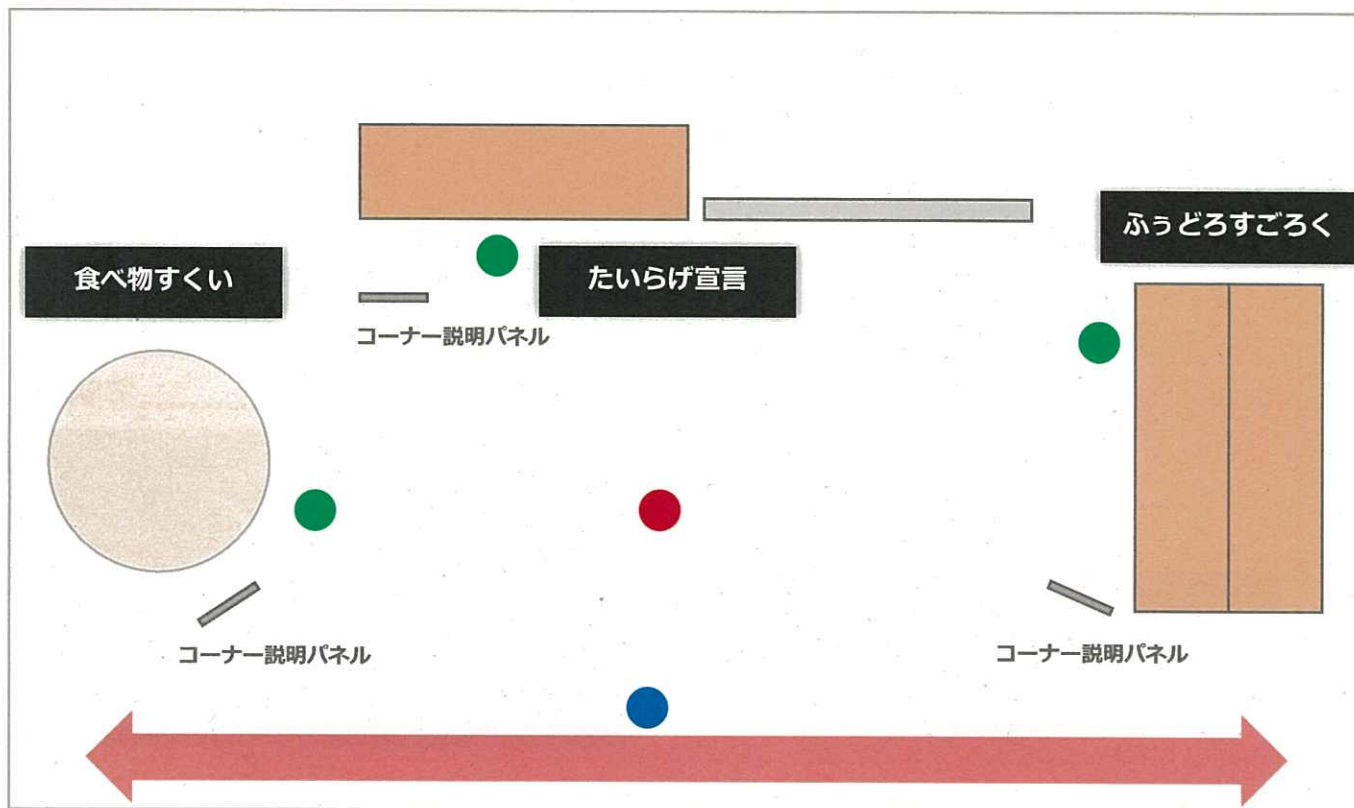 ふぅどろすごろく
食べ物すくい
たいらげ宣言
コーナー説明パネル
コーナー説明パネル
コーナー説明パネル